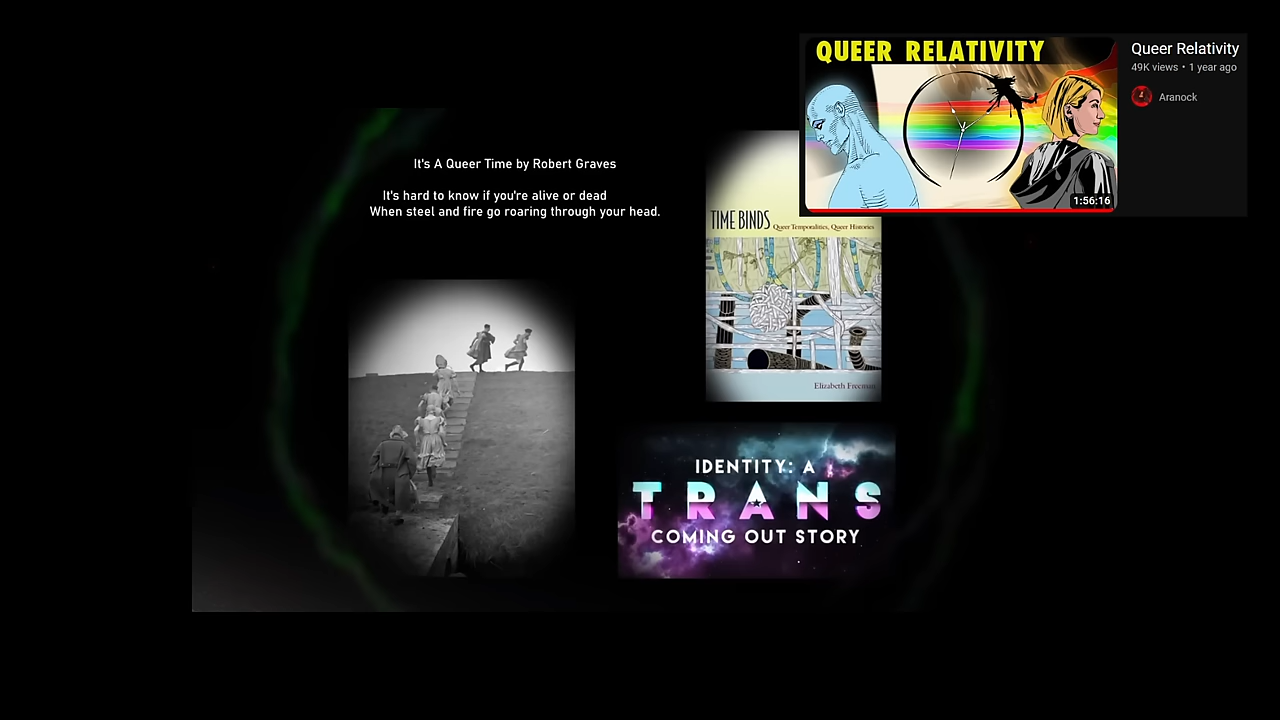 It's A Queer Time by Robert Graves
It's hard to know if you're alive or dead
When steel and fire go roaring through your head.
QUEER RELATIVITY
1:56:16
Queer Relativity
49K views • 1 year ago
Aranock
TIME BINDS Queer Temporalities, Queer Histories
Elizabeth Freeman
IDENTITY: A
TRANS
COMING OUT STORY